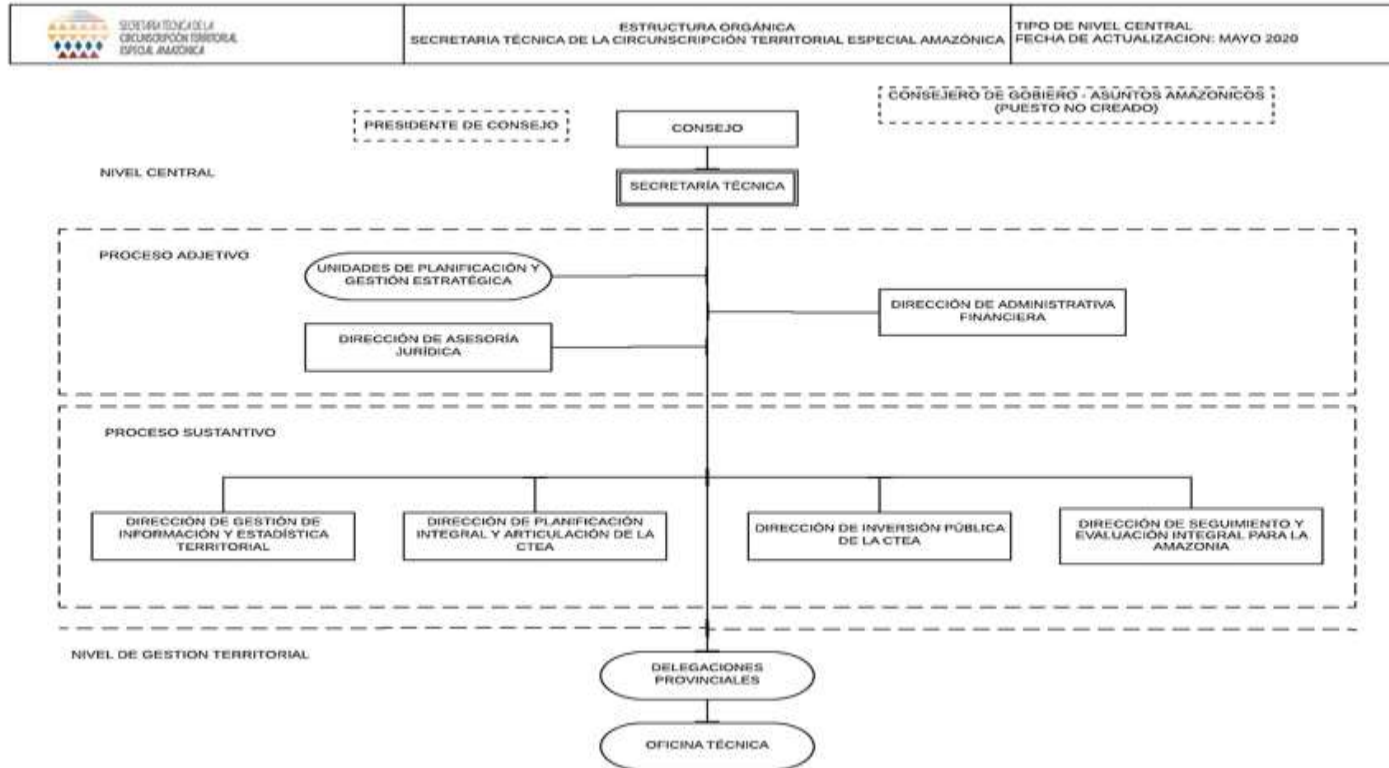 SECRETARÍA TÉCNICA DE LA
CIRCUNSCRIPCIÓN TERRITORIAL
ESPECIAL AMAZÓNICA
ESTRUCTURA ORGÁNICA
SECRETARIA TÉCNICA DE LA CIRCUNSCRIPCIÓN TERRITORIAL ESPECIAL AMAZÓNICA
TIPO DE NIVEL CENTRAL
FECHA DE ACTUALIZACION: MAYO 2020
CONSEJERO DE GOBIERO - ASUNTOS AMAZONICOS
(PUESTO NO CREADO)
PRESIDENTE DE CONSEJO
CONSEJO
NIVEL CENTRAL
SECRETARÍA TÉCNICA
PROCESO ADJETIVO
UNIDADES DE PLANIFICACIÓN Y
GESTIÓN ESTRATÉGICA
DIRECCIÓN DE ADMINISTRATIVA
FINANCIERA
DIRECCIÓN DE ASESORÍA
JURÍDICA
PROCESO SUSTANTIVO
DIRECCIÓN DE GESTIÓN DE
INFORMACIÓN Y ESTADÍSTICA
TERRITORIAL
DIRECCIÓN DE PLANIFICACIÓN
INTEGRAL Y ARTICULACIÓN DE LA
CTEA
DIRECCIÓN DE INVERSIÓN PÚBLICA
DE LA CTEA
DIRECCIÓN DE SEGUIMIENTO Y
EVALUACIÓN INTEGRAL PARA LA
AMAZONIA
NIVEL DE GESTION TERRITORIAL
DELEGACIONES
PROVINCIALES
OFICINA TÉCNICA